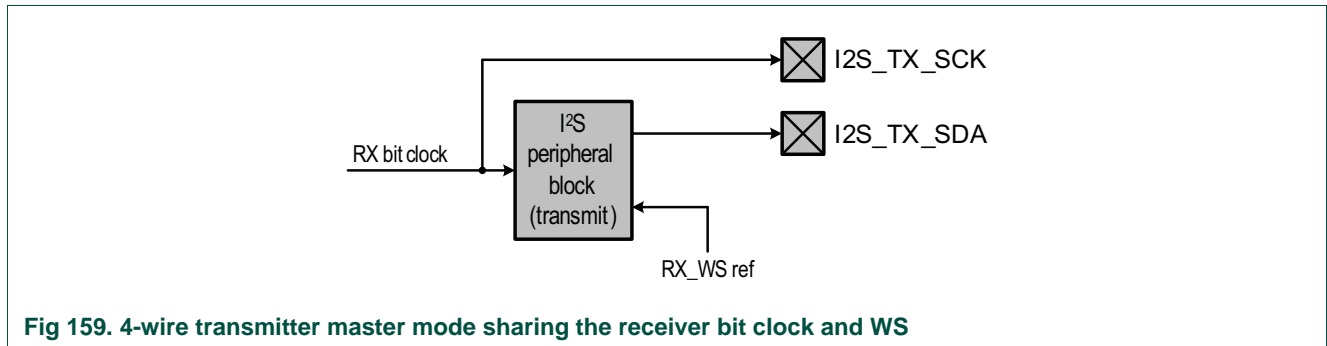 I2S_TX_SCK
I²S
peripheral
block
(transmit)
I2S_TX_SDA
RX bit clock
RX_WS ref
Fig 159. 4-wire transmitter master mode sharing the receiver bit clock and WS